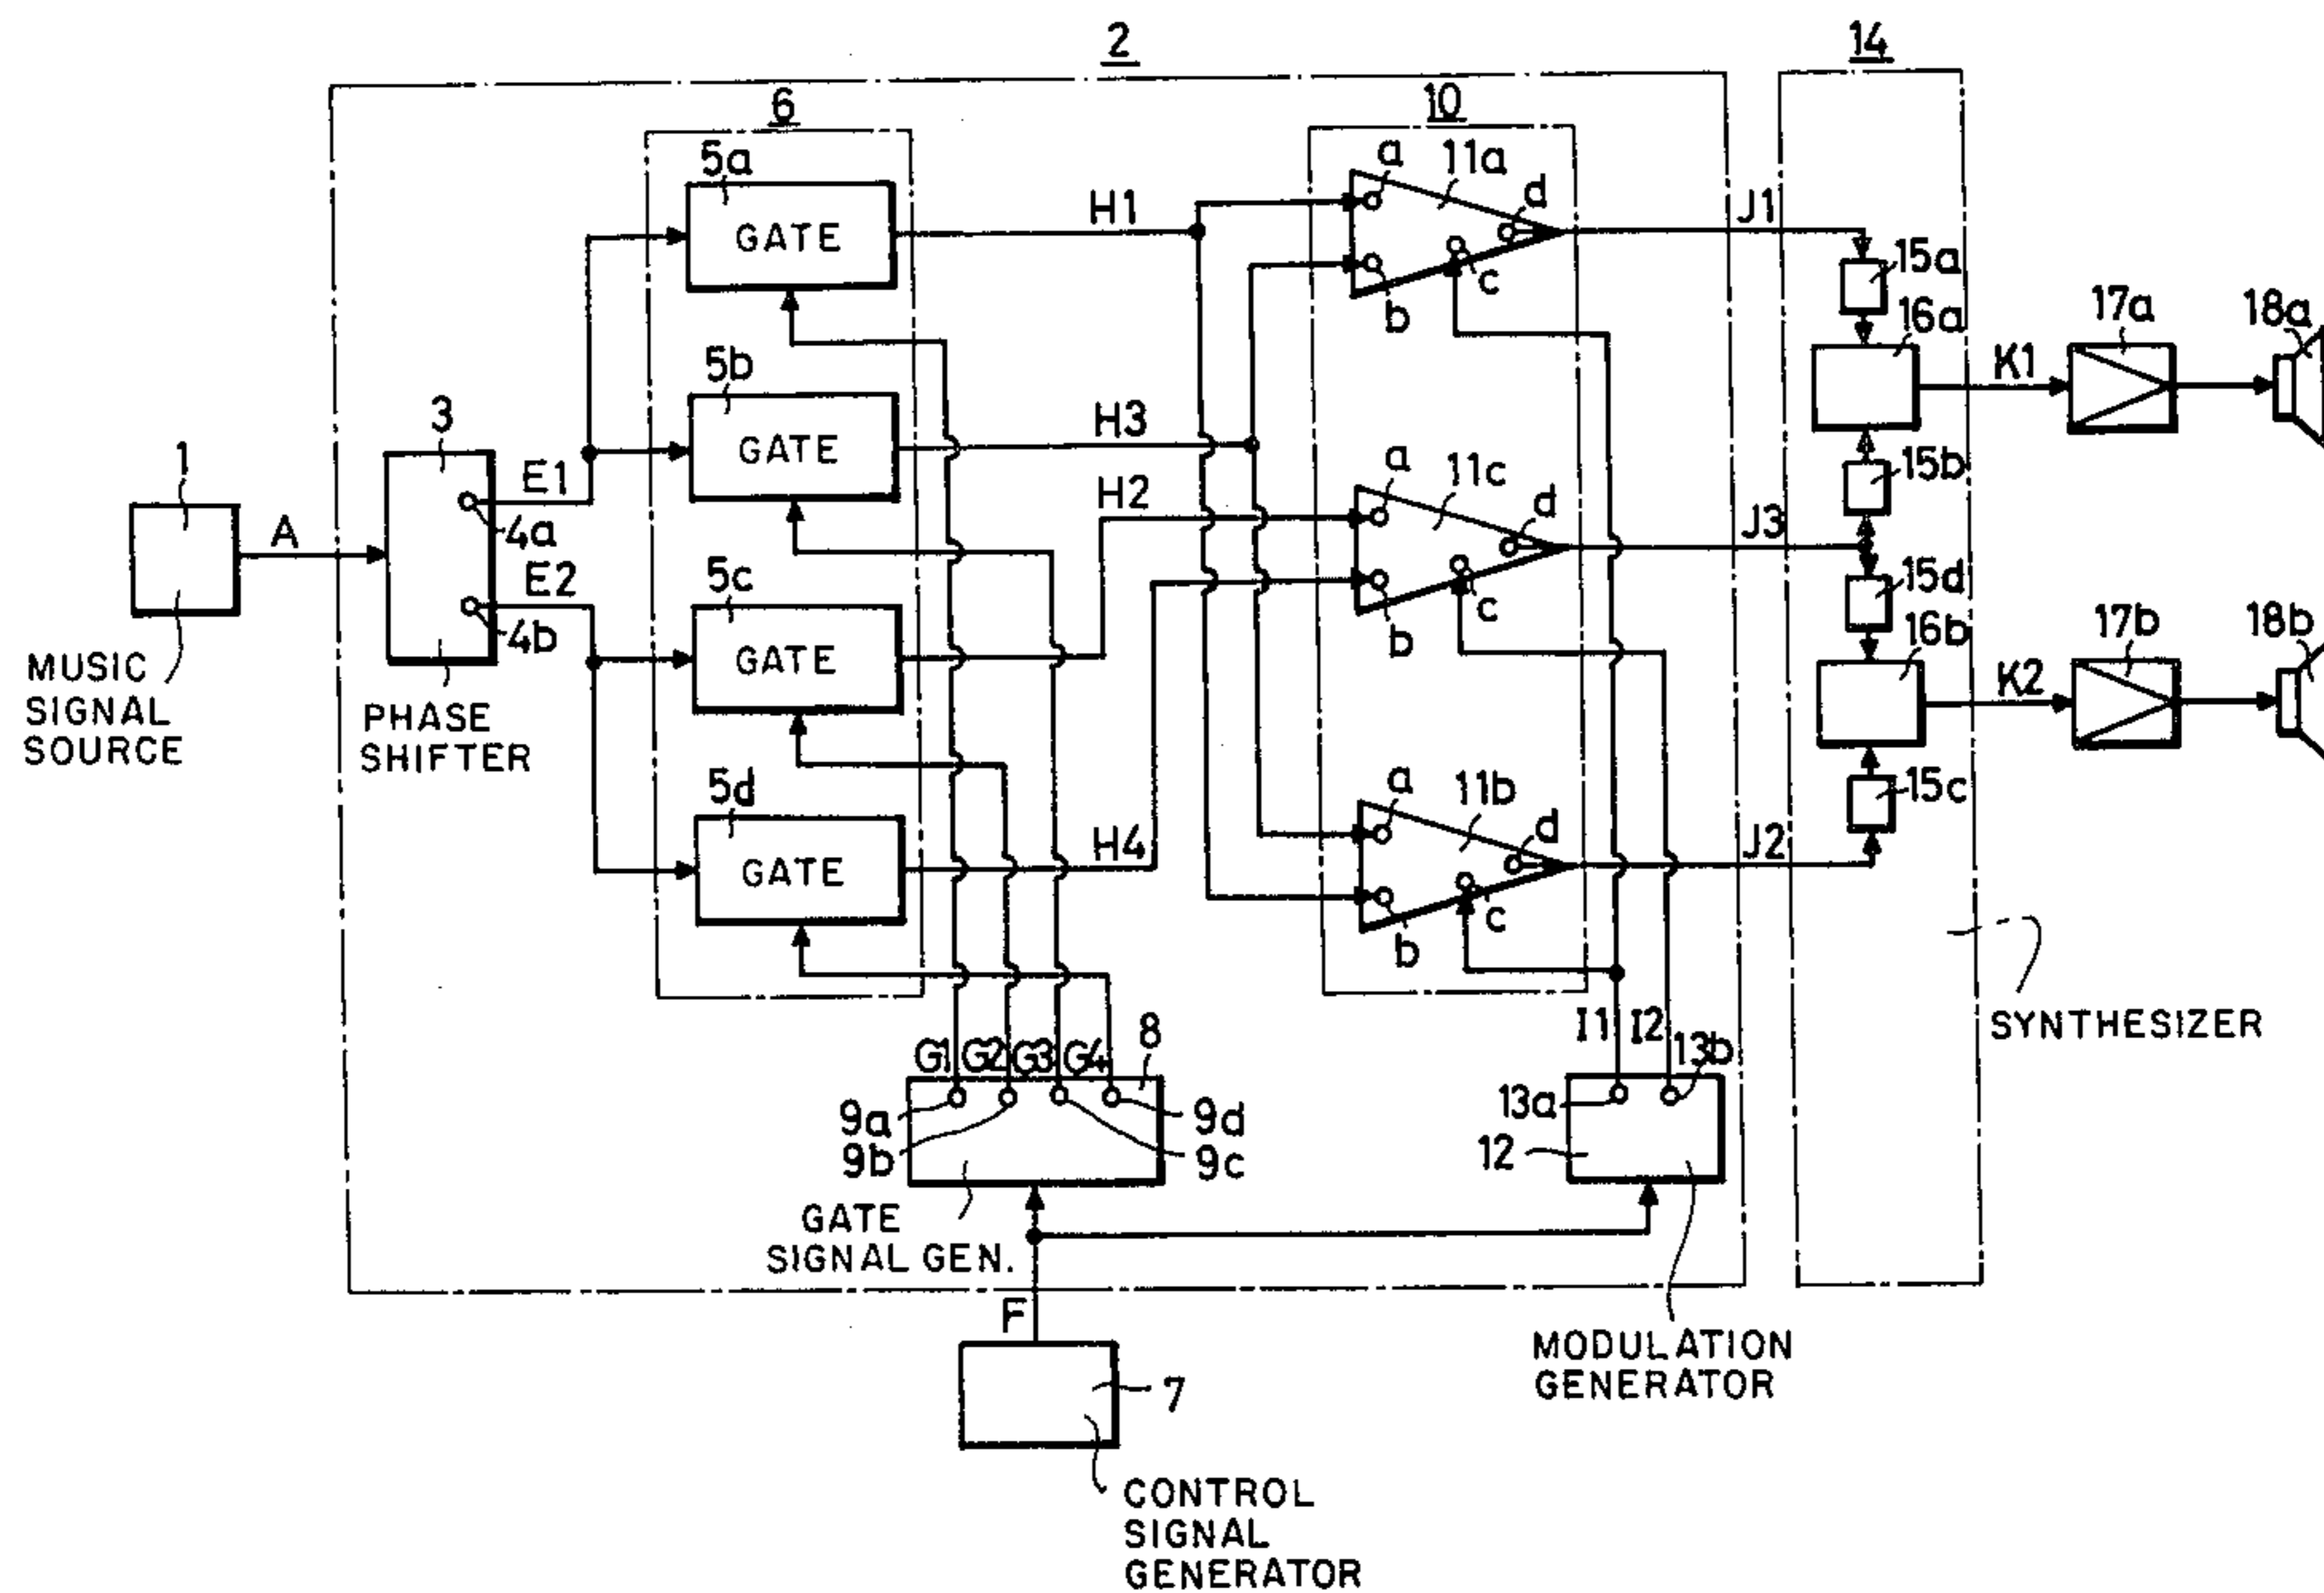 2
14
6
10
5a
GATE
H1
a
11a
d
b
c
J1
15a
16a
K1
17a
18a
5b
GATE
H3
3
1
A
E1
4a
E2
4b
MUSIC
SIGNAL
SOURCE
PHASE
SHIFTER
5c
GATE
H2
a
11c
d
b
c
J3
15b
15d
16b
K2
17b
18b
5d
GATE
H4
a
11b
d
b
c
J2
15c
SYNTHESIZER
G1
G2
G3
G4
8
9a
9b
9d
9c
GATE
SIGNAL GEN.
I1
I2
13b
13a
12
MODULATION
GENERATOR
F
7
CONTROL
SIGNAL
GENERATOR